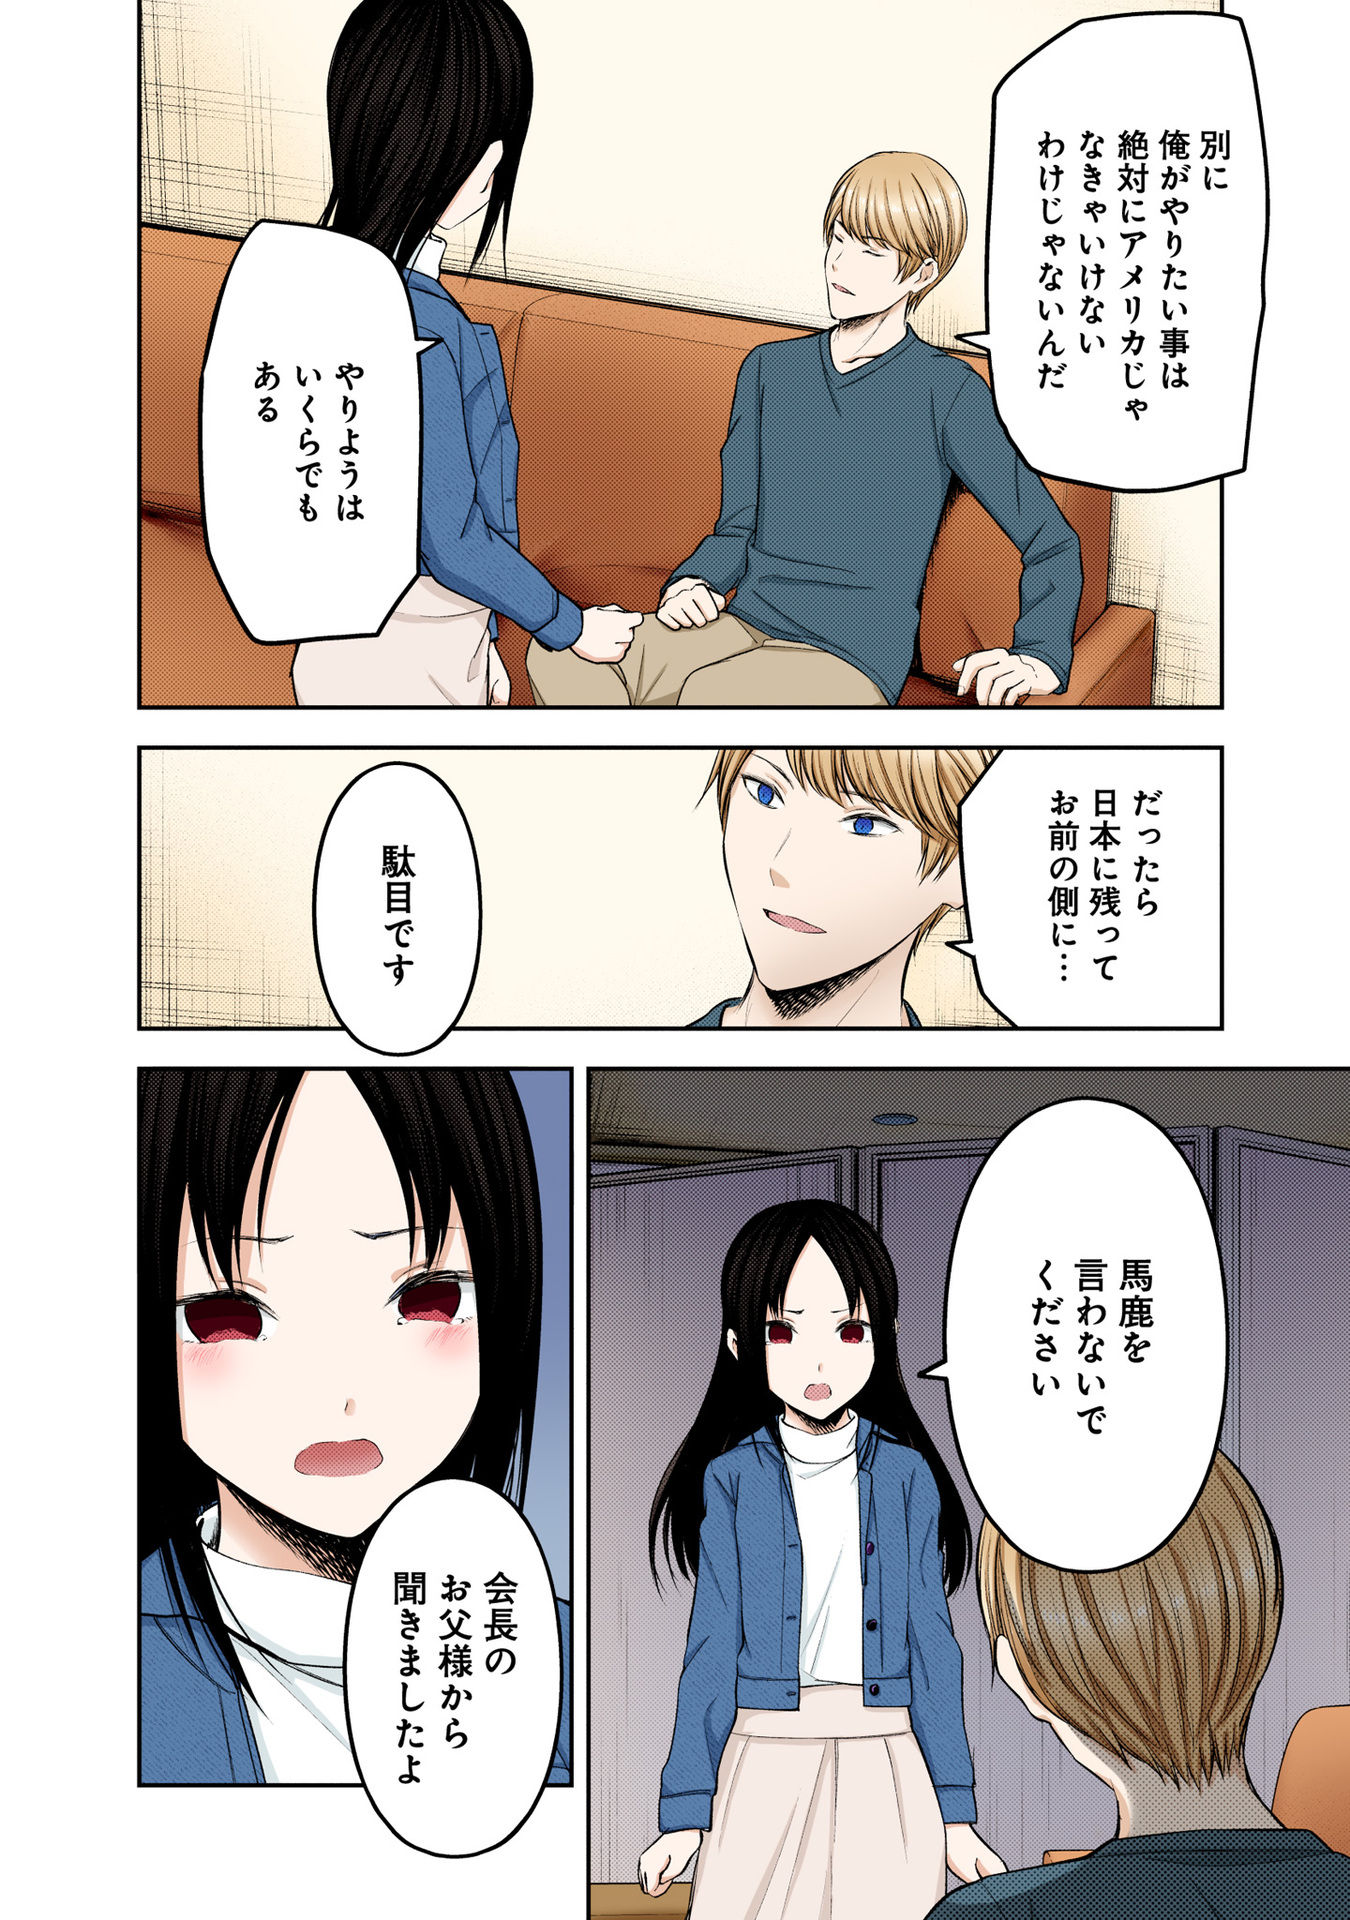 別に
俺がやりたい事は
絶対にアメリカじゃ
なきゃいけない
わけじゃないんだ
やりようは
いくらでも
ある
だったら
日本に残って
お前の側に…
駄目です
馬鹿を
言わないで
ください
会長の
お父様から
聞きましたよ